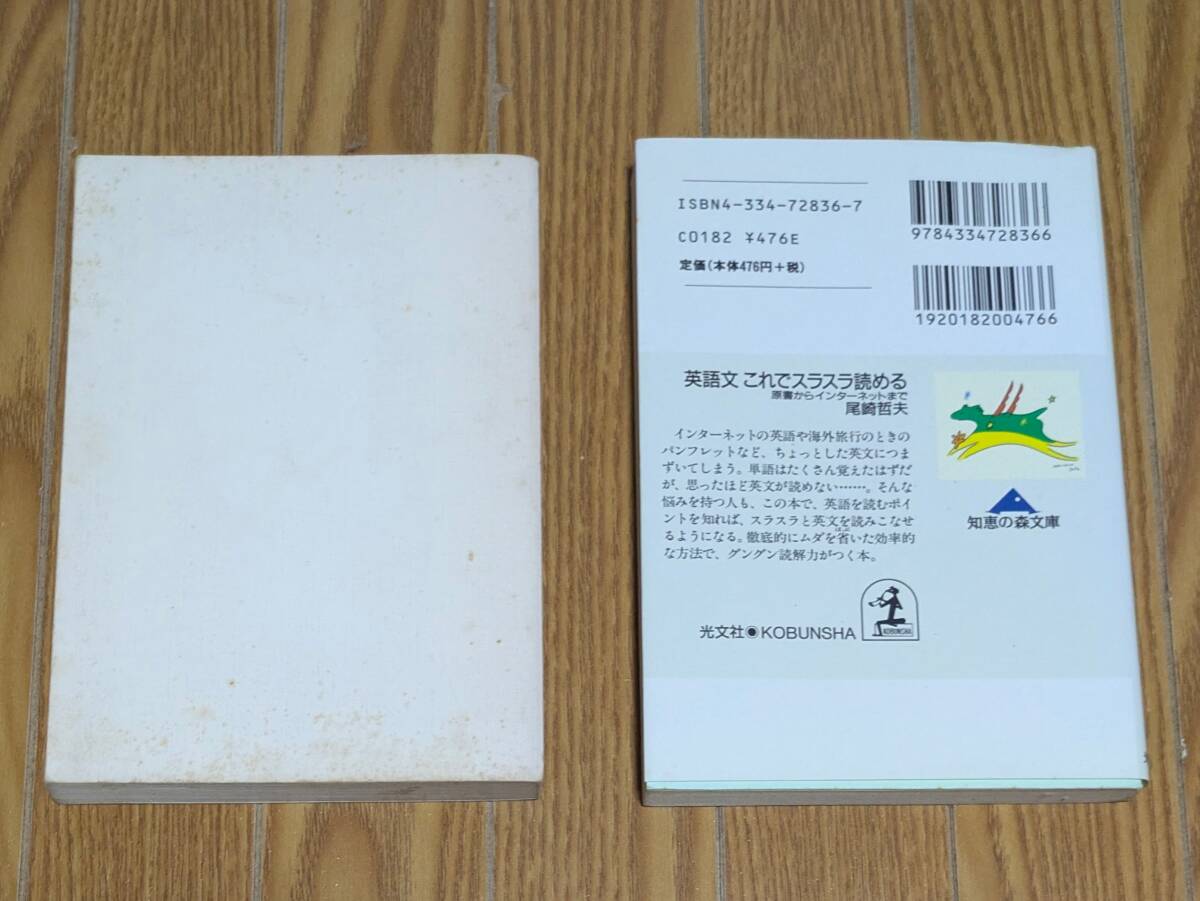 ISBN4-334-72836-7
C0182 ¥476E
定価(本体476円+税)
9784334728366
1920182004766
英語文 これでスラスラ読める
原書からインターネットまで
尾崎哲夫
インターネットの英語や海外旅行のときの
パンフレットなど、ちょっとした英文につま
ずいてしまう。単語はたくさん覚えたはずだ
が、思ったほど英文が読めない……。そんな
悩みを持つ人も、この本で、英語を読むポイ
ントを知れば、スラスラと英文を読みこなせ
るようになる。徹底的にムダを省いた効率的
な方法で、グングン読解力がつく本。
知恵の森文庫
光文社●KOBUNSHA
KOBUNSHA